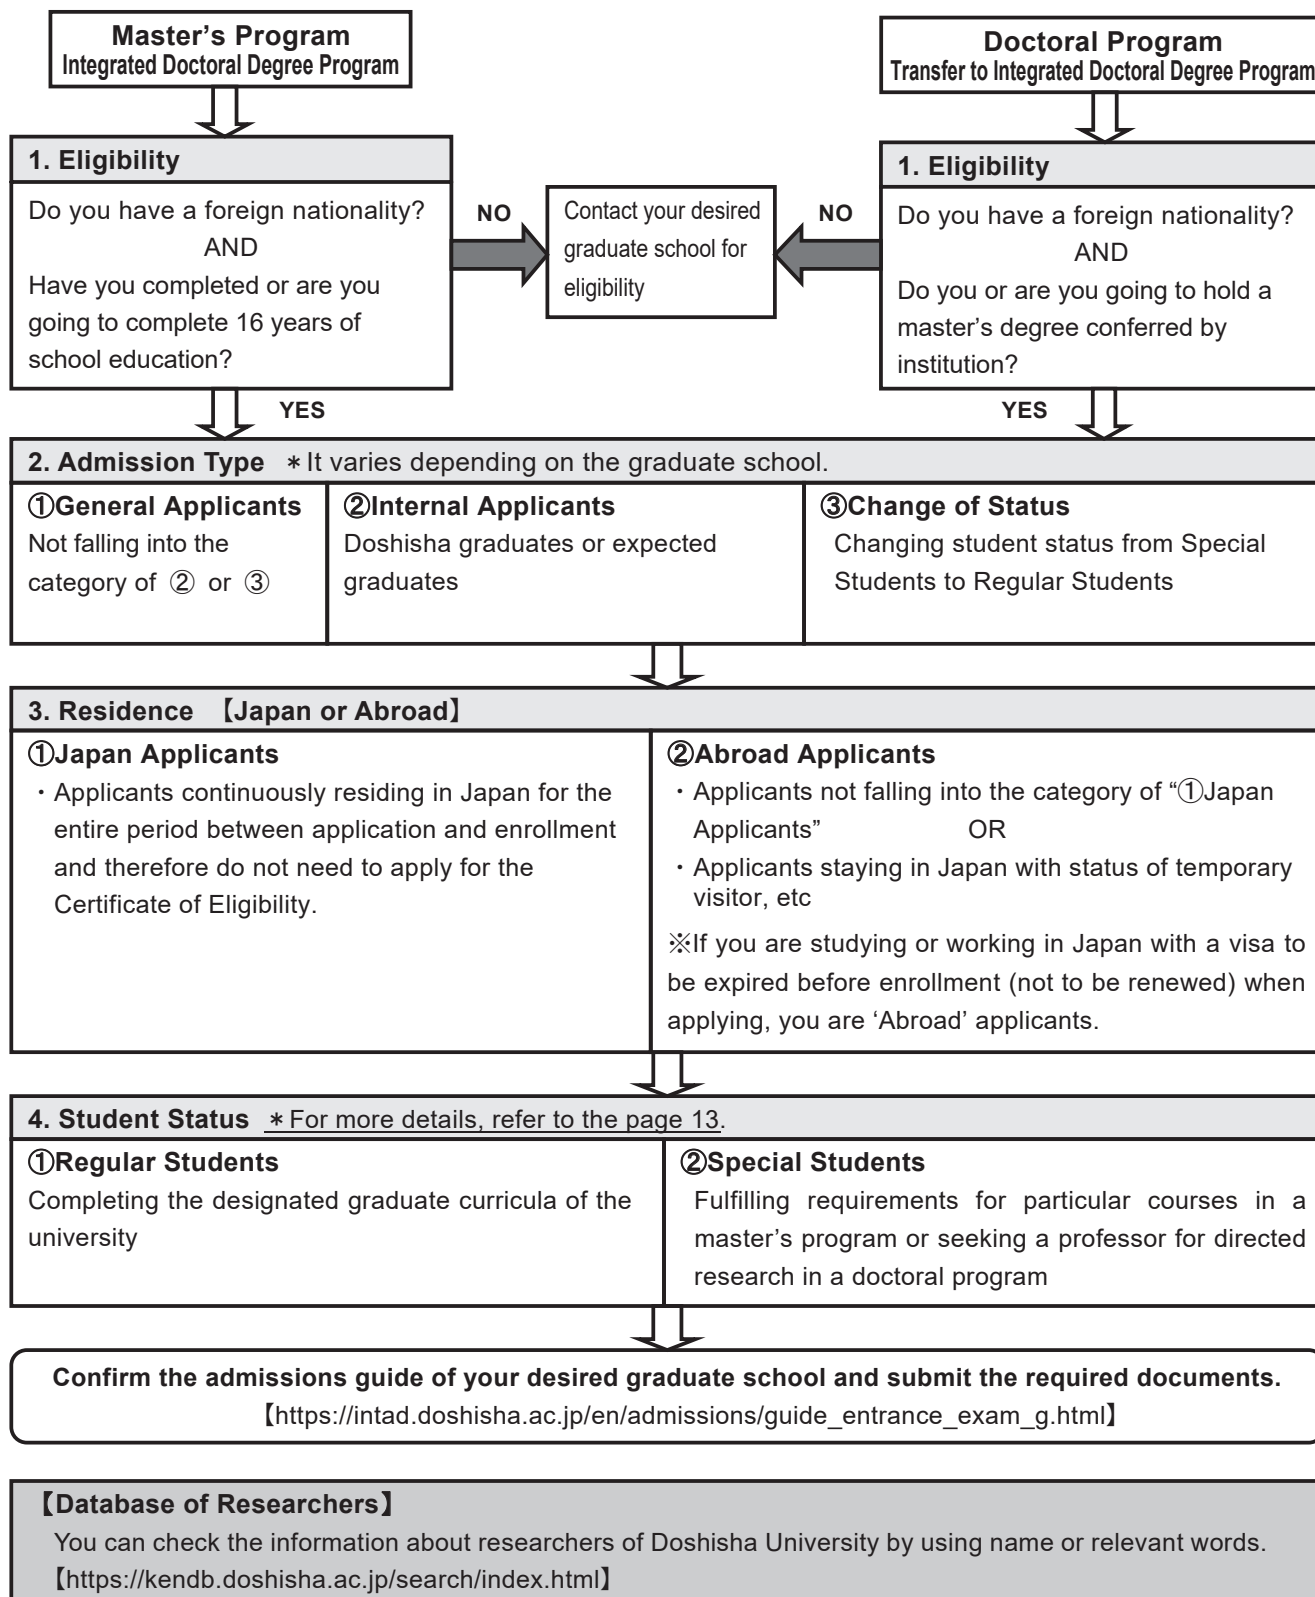 Master's Program
Integrated Doctoral Degree Program
Doctoral Program
Transfer to Integrated Doctoral Degree Program
1. Eligibility
Do you have a foreign nationality?
AND
Have you completed or are you
going to complete 16 years of
school education?
NO
Contact your desired
graduate school for
eligibility
NO
1. Eligibility
Do you have a foreign nationality?
AND
Do you or are you going to hold a
master's degree conferred by
institution?
YES
YES
2. Admission Type ＊It varies depending on the graduate school.
①General Applicants
Not falling into the
category of ② or ③
②Internal Applicants
Doshisha graduates or expected
graduates
③Change of Status
Changing student status from Special
Students to Regular Students
3. Residence 【Japan or Abroad】
①Japan Applicants
・Applicants continuously residing in Japan for the
entire period between application and enrollment
and therefore do not need to apply for the
Certificate of Eligibility.
②Abroad Applicants
・Applicants not falling into the category of “①Japan
Applicants” OR
・Applicants staying in Japan with status of temporary
visitor, etc
※If you are studying or working in Japan with a visa to
be expired before enrollment (not to be renewed) when
applying, you are ‘Abroad’ applicants.
4. Student Status ＊For more details, refer to the page 13.
①Regular Students
Completing the designated graduate curricula of the
university
②Special Students
Fulfilling requirements for particular courses in a
master's program or seeking a professor for directed
research in a doctoral program
Confirm the admissions guide of your desired graduate school and submit the required documents.
【https://intad.doshisha.ac.jp/en/admissions/guide_entrance_exam_g.html】
【Database of Researchers】
You can check the information about researchers of Doshisha University by using name or relevant words.
【https://kendb.doshisha.ac.jp/search/index.html】